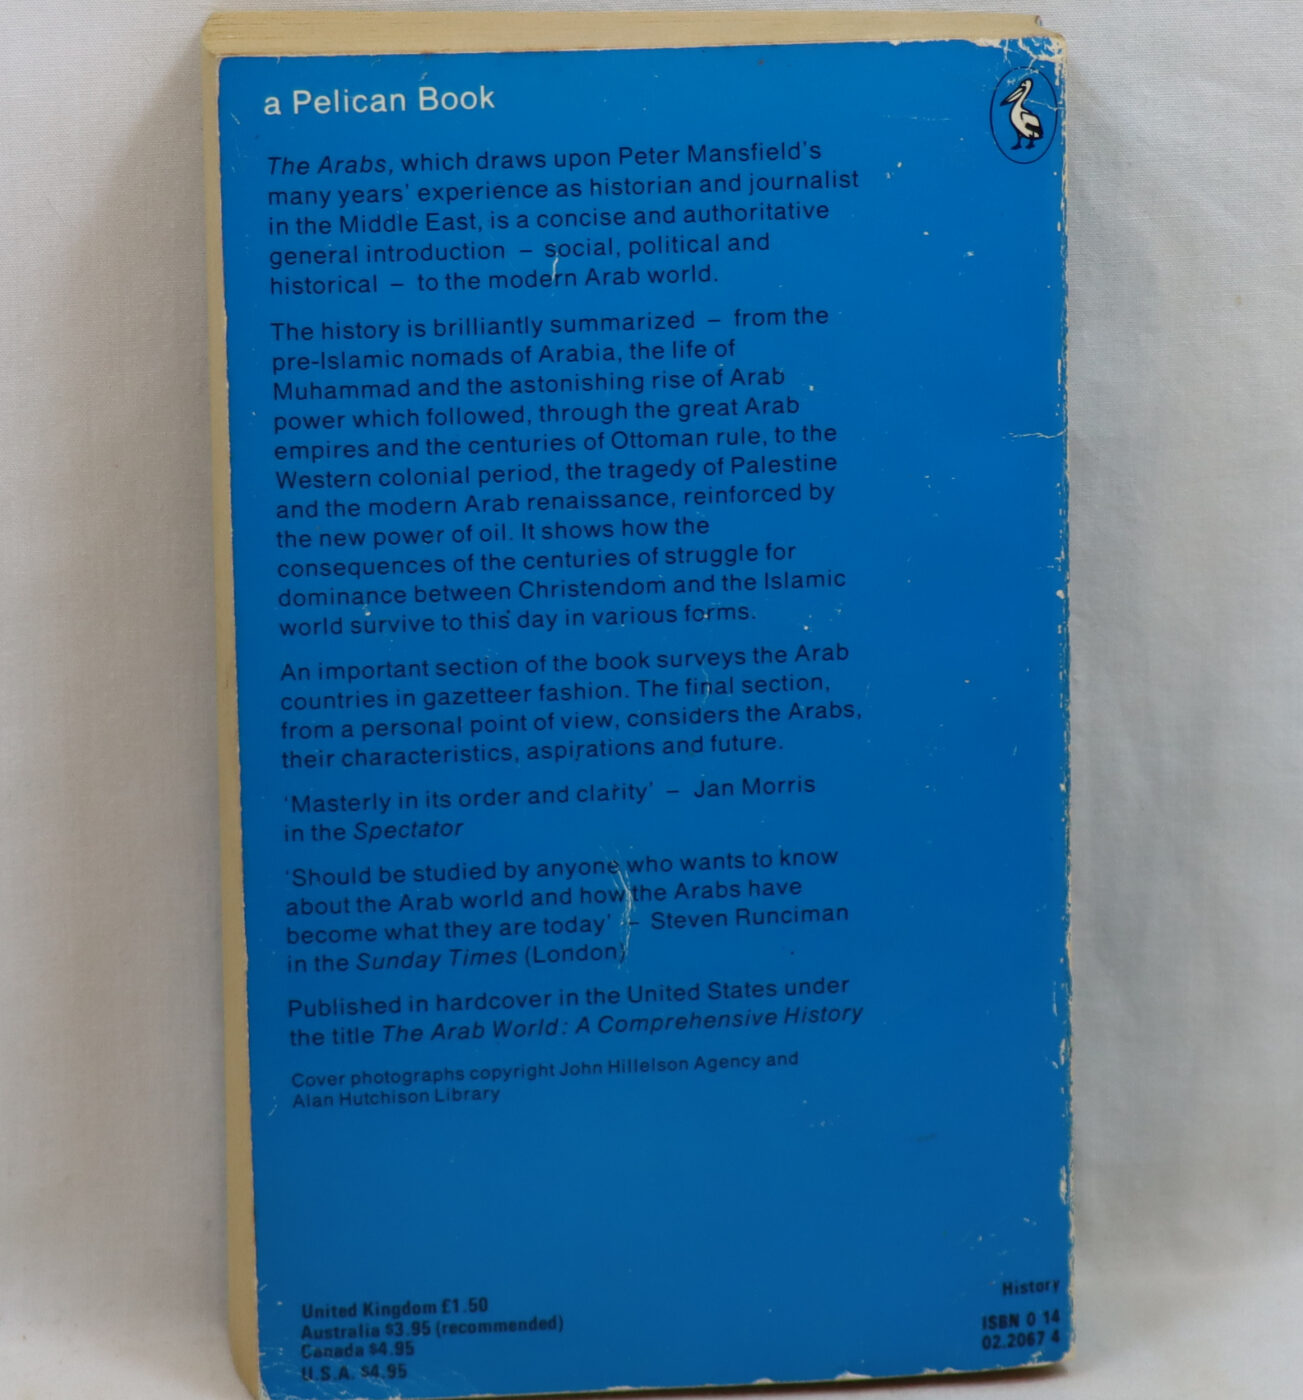 a Pelican Book
The Arabs, which draws upon Peter Mansfield's
many years' experience as historian and journalist
in the Middle East, is a concise and authoritative
general introduction – social, political and
historical – to the modern Arab world.
The history is brilliantly summarized – from the
pre-Islamic nomads of Arabia, the life of
Muhammad and the astonishing rise of Arab
power which followed, through the great Arab
empires and the centuries of Ottoman rule, to the
Western colonial period, the tragedy of Palestine
and the modern Arab renaissance, reinforced by
the new power of oil. It shows how the
consequences of the centuries of struggle for
dominance between Christendom and the Islamic
world survive to this day in various forms.
An important section of the book surveys the Arab
countries in gazetteer fashion. The final section,
from a personal point of view, considers the Arabs,
their characteristics, aspirations and future.
'Masterly in its order and clarity' – Jan Morris
in the Spectator
'Should be studied by anyone who wants to know
about the Arab world and how the Arabs have
become what they are today' – Steven Runciman
in the Sunday Times (London)
Published in hardcover in the United States under
the title The Arab World: A Comprehensive History
Cover photographs copyright John Hillelson Agency and
Alan Hutchison Library
United Kingdom £1.50
Australia $3.95 (recommended)
Canada $4.95
U.S.A. $4.95
History
ISBN 0 14
02.2067 4